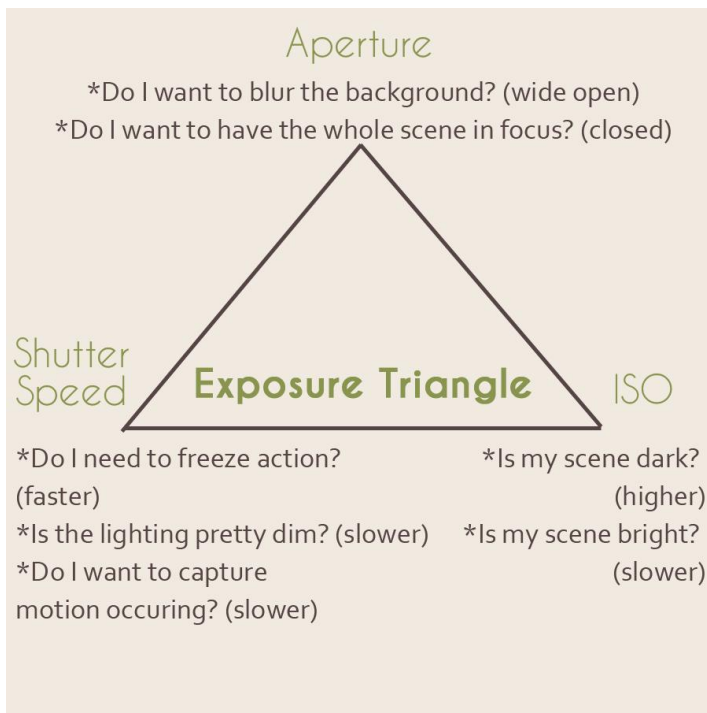 Aperture
*Do I want to blur the background? (wide open)
*Do I want to have the whole scene in focus? (closed)
Shutter
Speed
Exposure Triangle
ISO
*Do I need to freeze action?
(faster)
*Is the lighting pretty dim? (slower)
*Do I want to capture
motion occuring? (slower)
*Is my scene dark?
(higher)
*Is my scene bright?
(slower)